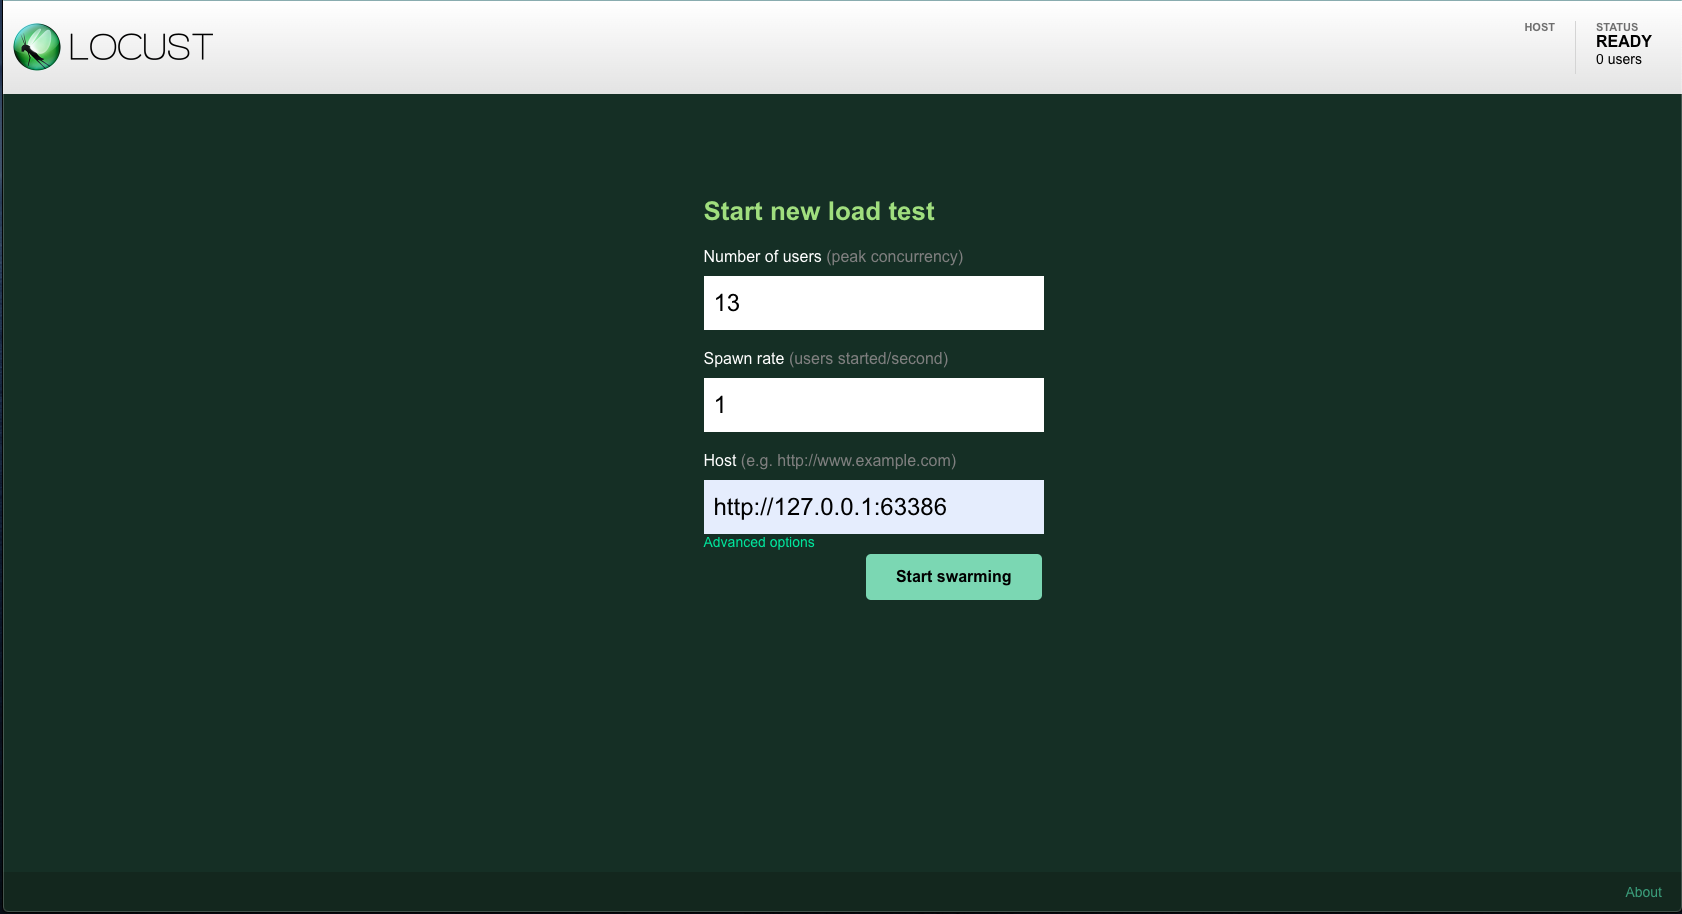 LOCUST
HOST
STATUS
READY
0 users
Start new load test
Number of users (peak concurrency)
13
Spawn rate (users started/second)
1
Host (e.g. http://www.example.com)
http://127.0.0.1:63386
Advanced options
Start swarming
About